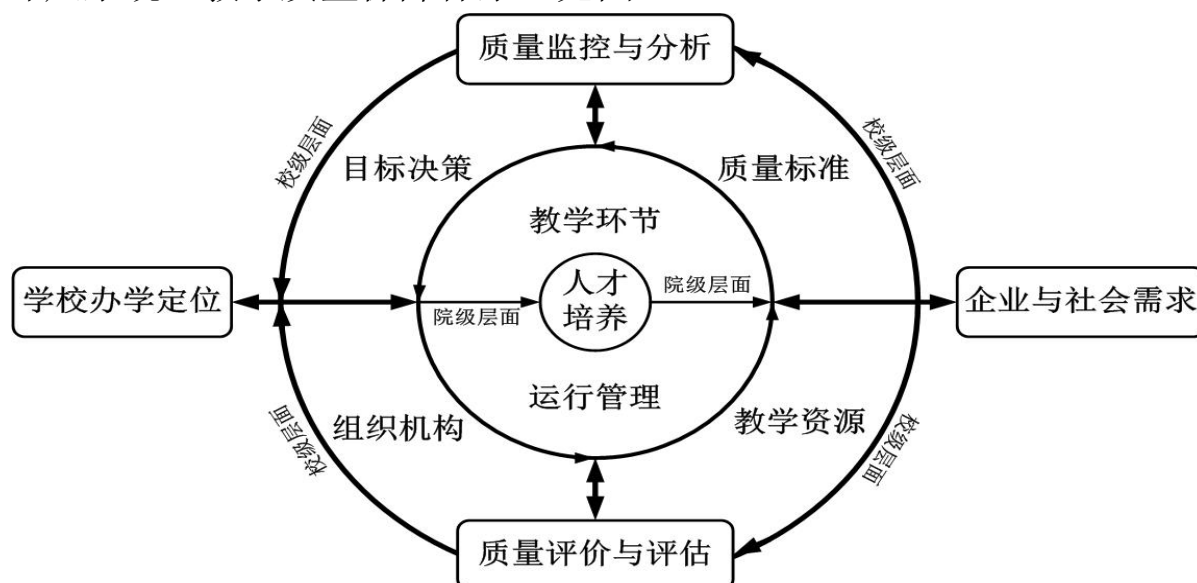 质量监控与分析
校级层面
校级层面
目标决策
质量标准
教学环节
学校办学定位
院级层面
人才
培养
院级层面
企业与社会需求
运行管理
组织机构
教学资源
校级层面
校级层面
质量评价与评估